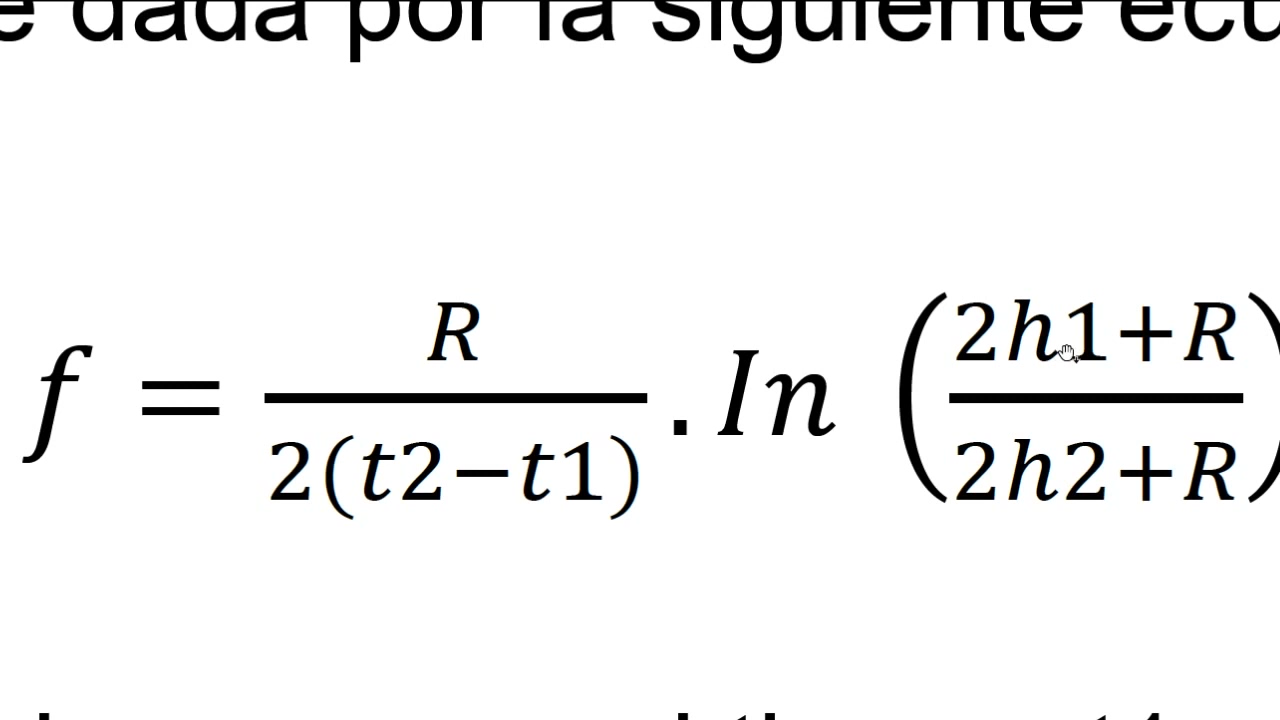 e dada por la siguiente ecu
f = R / 2(t2−t1) . In (2h1+R / 2h2+R)